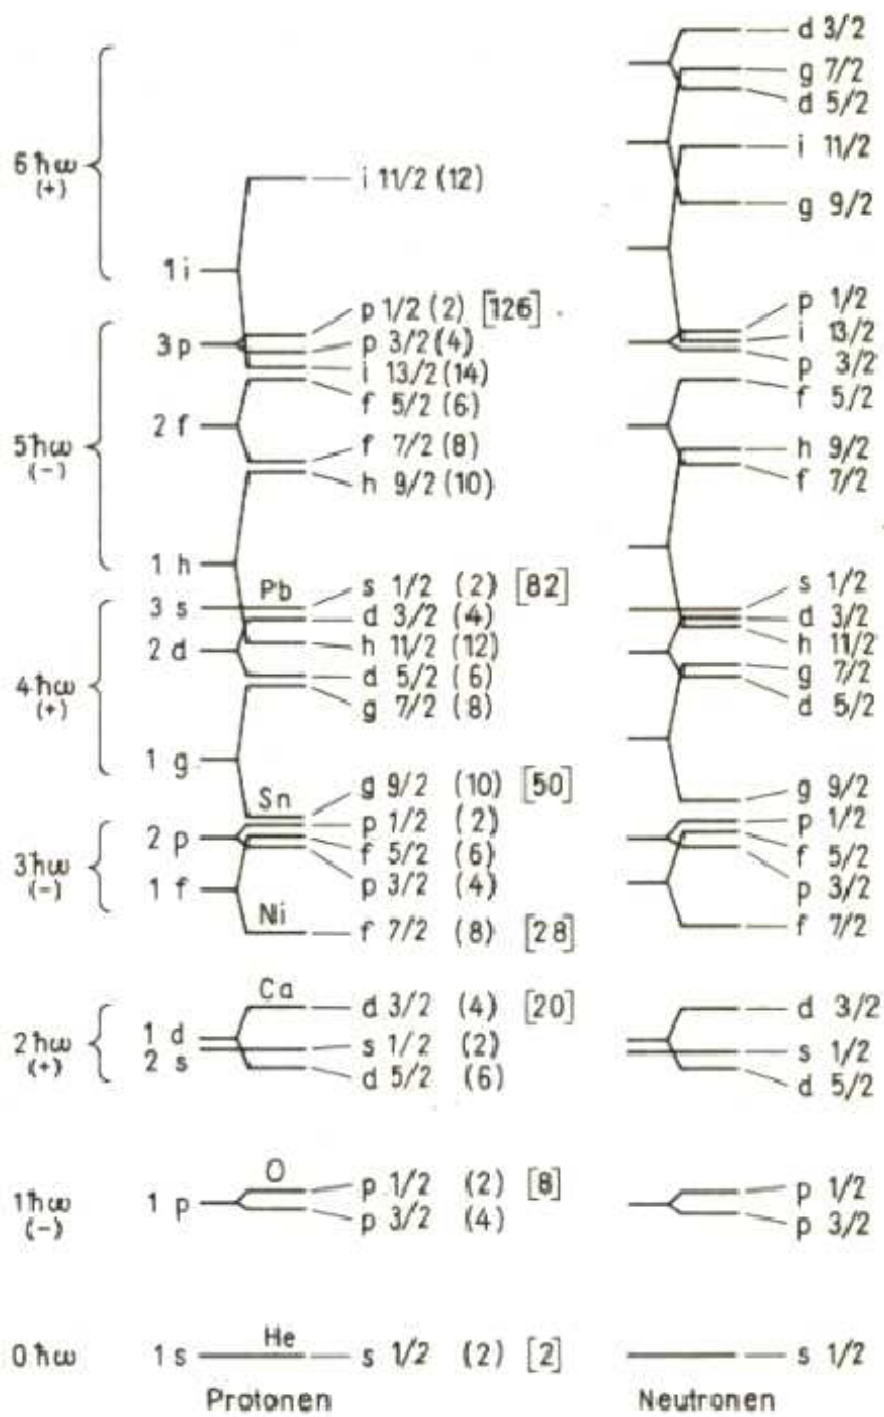 d 3/2
g 7/2
d 5/2
6ħω
(+)
i 11/2
i 11/2 (12)
g 9/2
1i
p 1/2 (2) [126]
p 1/2
3p
p 3/2 (4)
i 13/2
i 13/2 (14)
p 3/2
f 5/2 (6)
f 5/2
2 f
5ħω
(-)
f 7/2 (8)
h 9/2
h 9/2 (10)
f 7/2
1 h
Pb
s 1/2 (2) [82]
s 1/2
3 s
d 3/2 (4)
d 3/2
2 d
h 11/2 (12)
h 11/2
d 5/2 (6)
g 7/2
4ħω
(+)
g 7/2 (8)
d 5/2
1 g
Sn
g 9/2 (10) [50]
g 9/2
p 1/2 (2)
p 1/2
2 p
f 5/2 (6)
f 5/2
3ħω
(-)
1 f
p 3/2 (4)
p 3/2
Ni
f 7/2 (8) [28]
f 7/2
Ca
d 3/2 (4) [20]
d 3/2
2ħω
(+)
1 d
2 s
s 1/2 (2)
s 1/2
d 5/2 (6)
d 5/2
O
1ħω
(-)
1 p
p 1/2 (2) [8]
p 1/2
p 3/2 (4)
p 3/2
He
0ħω
1 s
s 1/2 (2) [2]
s 1/2
Protonen
Neutronen